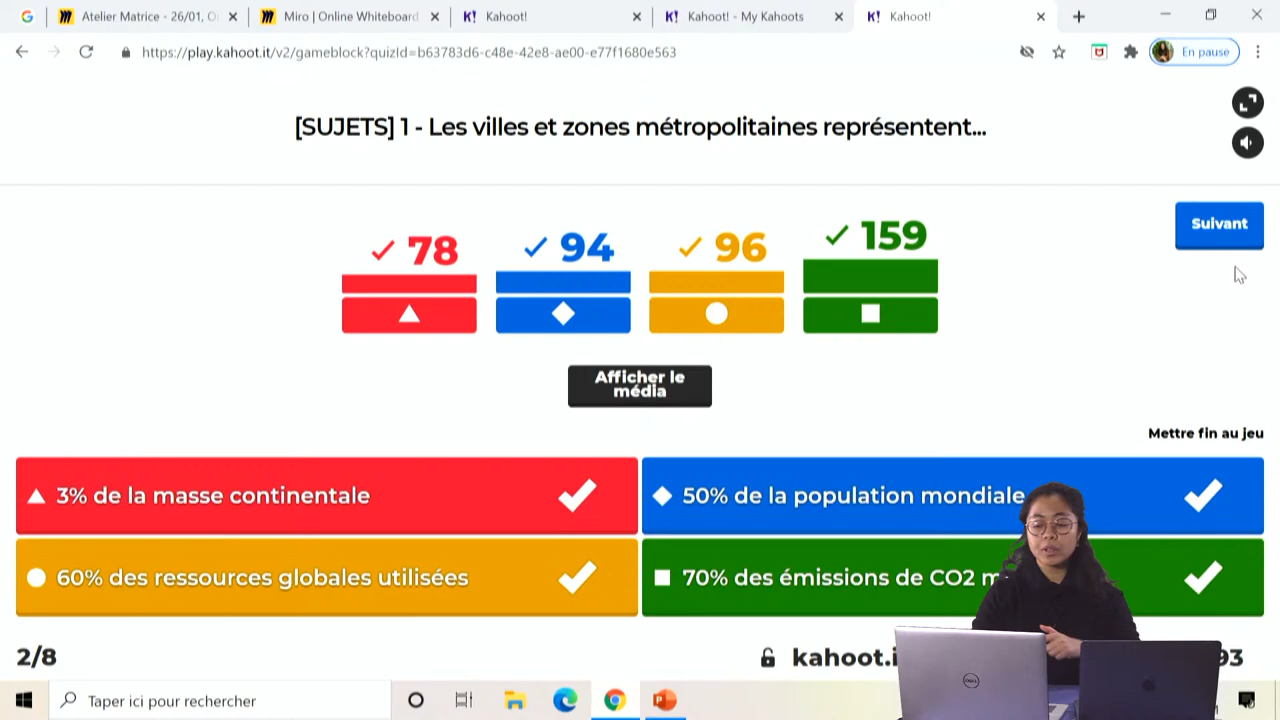 Atelier Matrice - 26/01, O
Miro | Online Whiteboard
Kahoot!
Kahoot! - My Kahoots
Kahoot!
https://play.kahoot.it/v2/gameblock?quizId=b63783d6-c48e-42e8-ae00-e77f1680e563
En pause
[SUJETS] 1 - Les villes et zones métropolitaines représentent...
Suivant
78
94
96
159
Afficher le
média
Mettre fin au jeu
3% de la masse continentale
50% de la population mondiale
60% des ressources globales utilisées
70% des émissions de CO2 m
2/8
kahoot.i
93
Taper ici pour rechercher
DELL